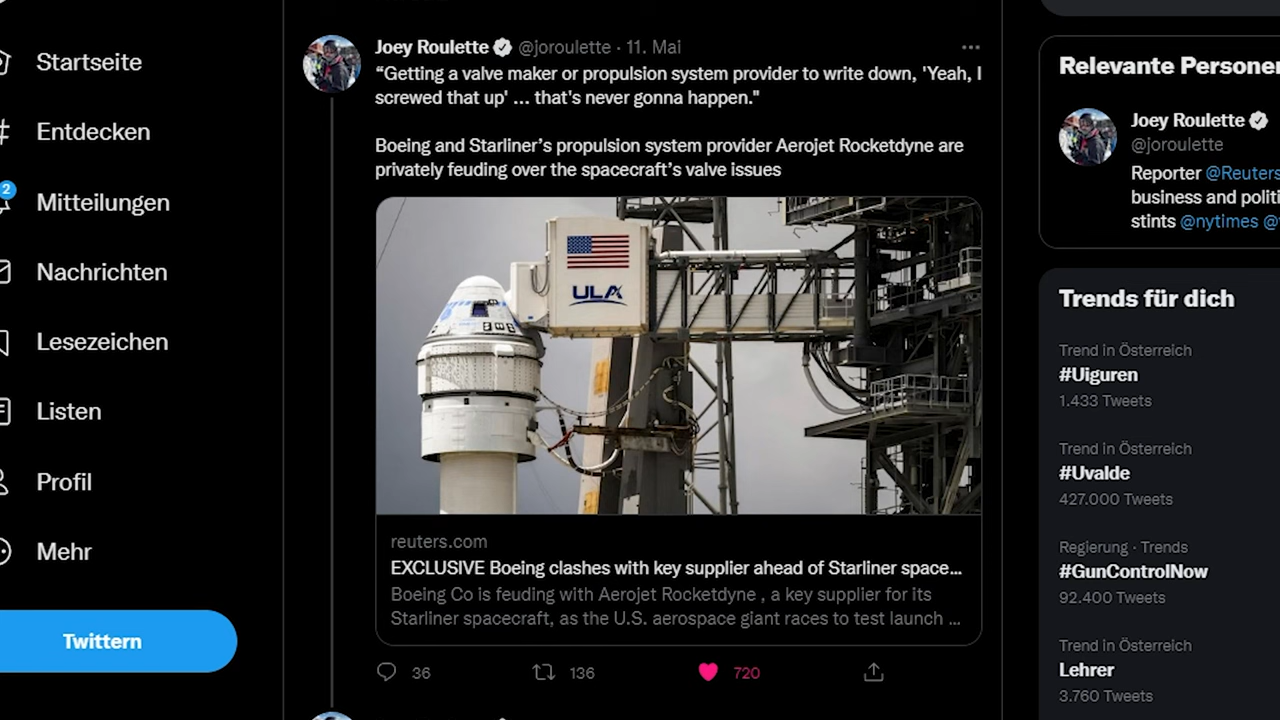 Startseite
Entdecken
2
Mitteilungen
Nachrichten
Lesezeichen
Listen
Profil
Mehr
Twittern
Joey Roulette @joroulette · 11. Mai
“Getting a valve maker or propulsion system provider to write down, 'Yeah, I
screwed that up' ... that's never gonna happen."
Boeing and Starliner’s propulsion system provider Aerojet Rocketdyne are
privately feuding over the spacecraft’s valve issues
ULA
reuters.com
EXCLUSIVE Boeing clashes with key supplier ahead of Starliner space...
Boeing Co is feuding with Aerojet Rocketdyne , a key supplier for its
Starliner spacecraft, as the U.S. aerospace giant races to test launch ...
36
136
720
Relevante Personen
Joey Roulette
@joroulette
Reporter @Reuters
business and politi
stints @nytimes @
Trends für dich
Trend in Österreich
#Uiguren
1.433 Tweets
Trend in Österreich
#Uvalde
427.000 Tweets
Regierung · Trends
#GunControlNow
92.400 Tweets
Trend in Österreich
Lehrer
3.760 Tweets